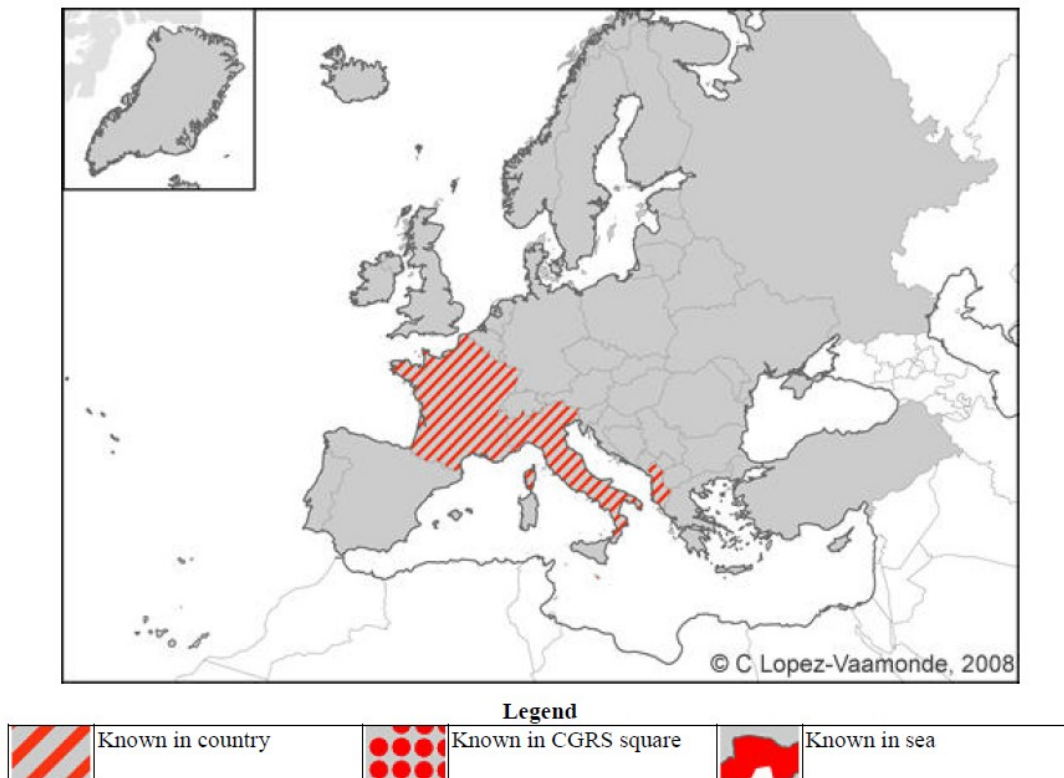 © C Lopez-Vaamonde, 2008
Legend
Known in country
Known in CGRS square
Known in sea